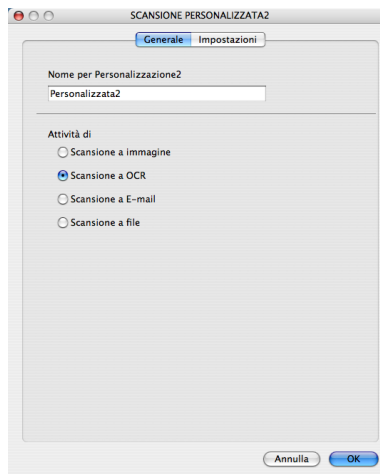 SCANSIONE PERSONALIZZATA2
Generale Impostazioni
Nome per Personalizzazione2
Personalizzata2
Attività di
Scansione a immagine
Scansione a OCR
Scansione a E-mail
Scansione a file
Annulla OK